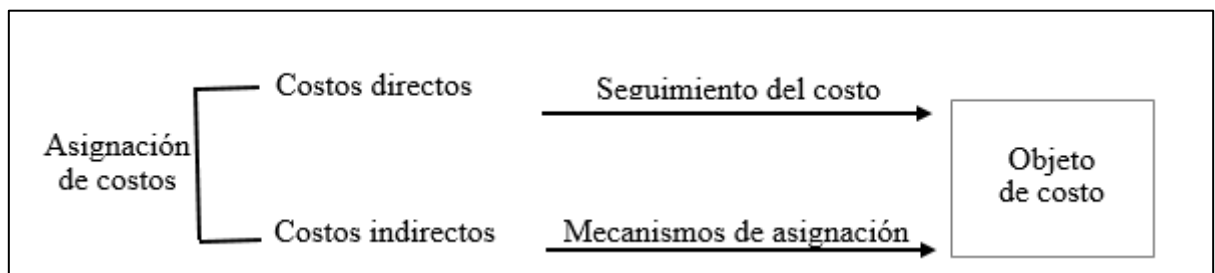 Costos directos
Seguimiento del costo
Asignación
de costos
Objeto
de costo
Costos indirectos
Mecanismos de asignación